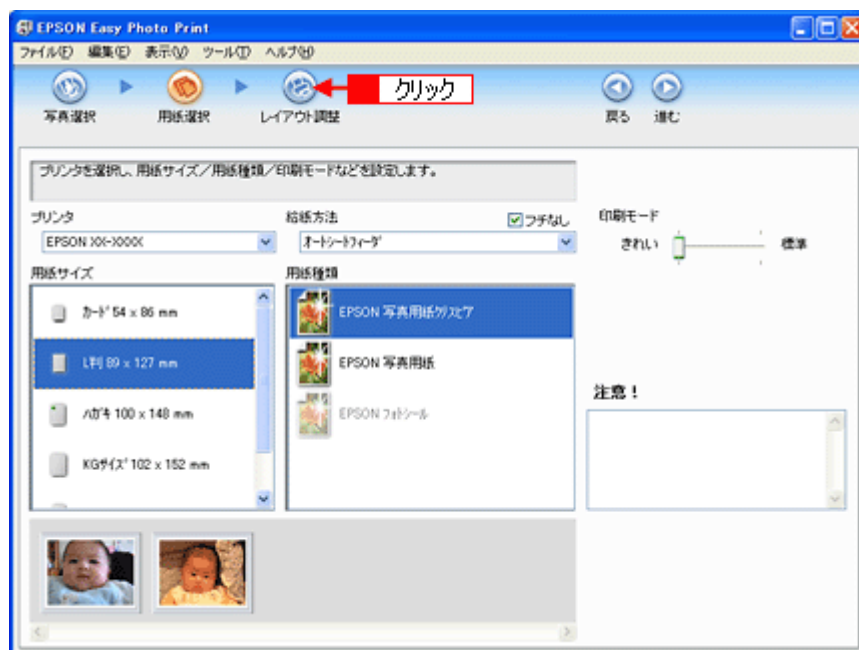 EPSON Easy Photo Print
ファイル(F) 編集(E) 表示(V) ツール(T) ヘルプ(H)
クリック
写真選択 用紙選択 レイアウト調整 戻る 進む
プリンタを選択し、用紙サイズ／用紙種類／印刷モードなどを設定します。
プリンタ 給紙方法 フチなし 印刷モード
EPSON XX-XXXX オートシートフィーダ きれい 標準
用紙サイズ 用紙種類
カード 54 x 86 mm EPSON 写真用紙クリスピア
L判 89 x 127 mm EPSON 写真用紙
注意！
ハガキ 100 x 148 mm EPSON フォトシール
KGサイズ 102 x 152 mm